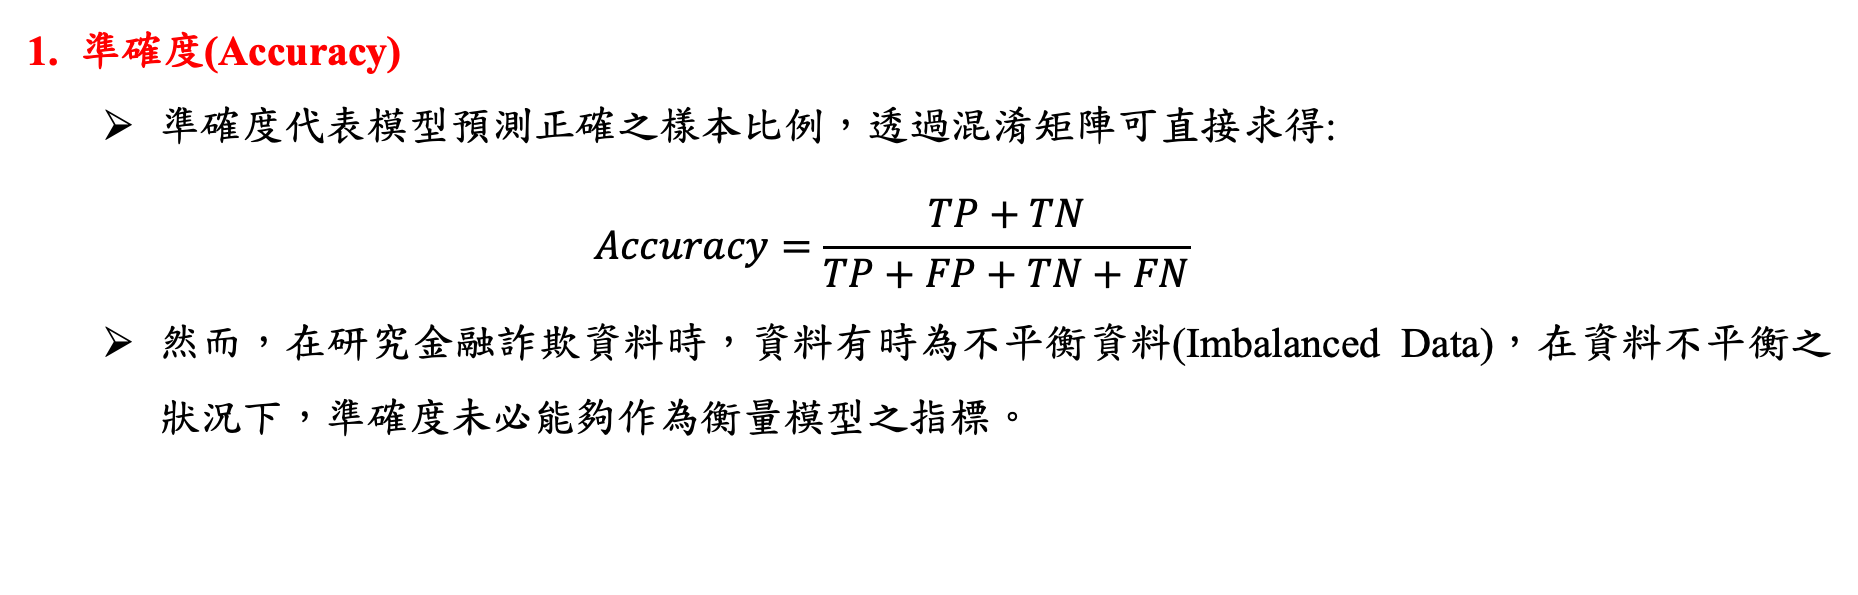 1. 準確度(Accuracy)
➢ 準確度代表模型預測正確之樣本比例，透過混淆矩陣可直接求得:
TP + TN
Accuracy = ―
TP + FP + TN + FN
➢ 然而，在研究金融詐欺資料時，資料有時為不平衡資料(Imbalanced Data)，在資料不平衡之
狀況下，準確度未必能夠作為衡量模型之指標。